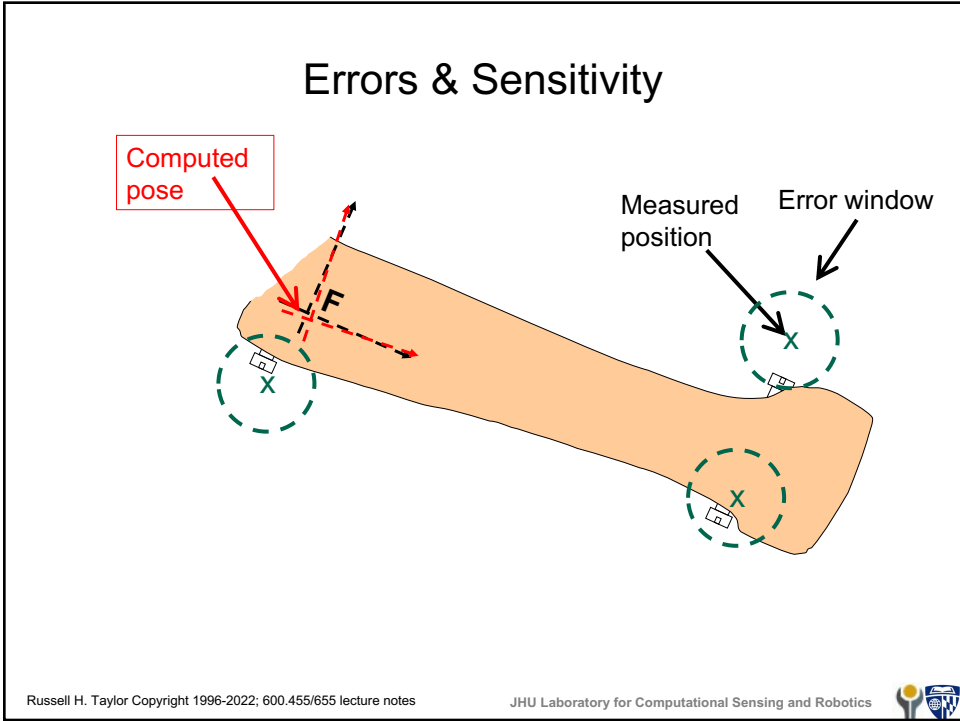 Errors & Sensitivity
Computed
pose
Measured
position
Error window
F
x
x
x
Russell H. Taylor Copyright 1996-2022; 600.455/655 lecture notes
JHU Laboratory for Computational Sensing and Robotics